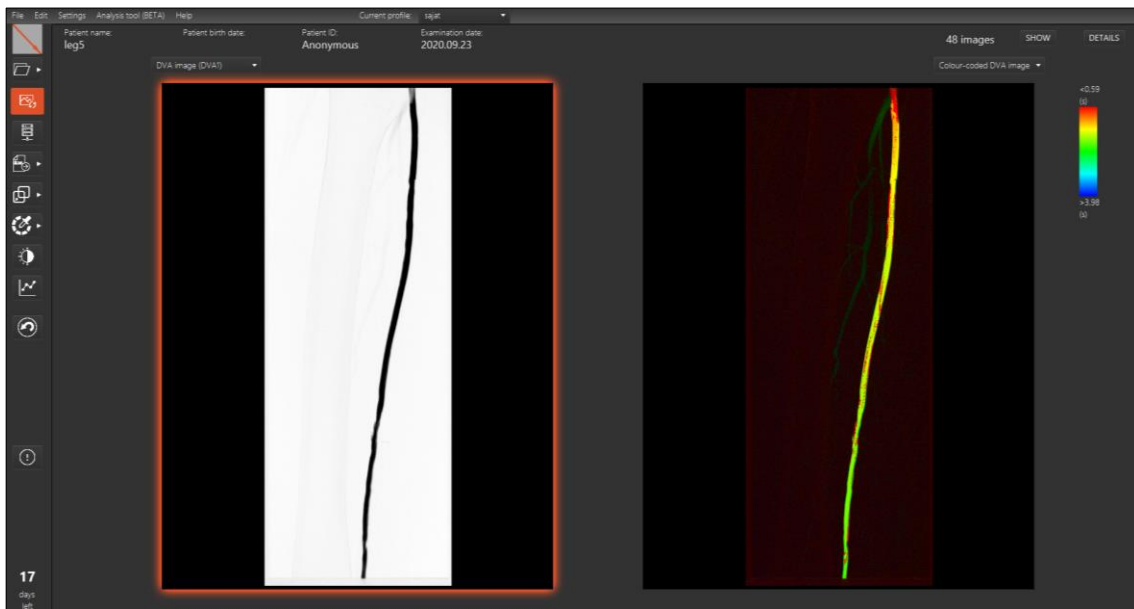 File Edit Settings Analysis tool (BETA) Help Current profile: sajat
Patient name: Patient birth date: Patient ID: Examination date:
leg5 Anonymous 2020.09.23
48 images SHOW DETAILS
DVA image (DVA1) Colour-coded DVA image
<0.59
(s)
>3.98
(s)
17
days
left